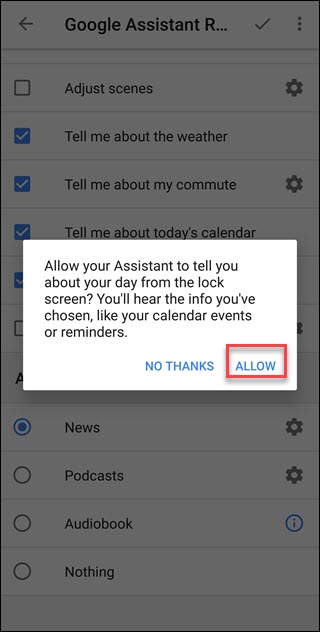 Google Assistant R...
Adjust scenes
Tell me about the weather
Tell me about my commute
Tell me about today's calendar
Allow your Assistant to tell you
about your day from the lock
screen? You'll hear the info you've
chosen, like your calendar events
or reminders.
NO THANKS ALLOW
A
News
Podcasts
Audiobook
Nothing